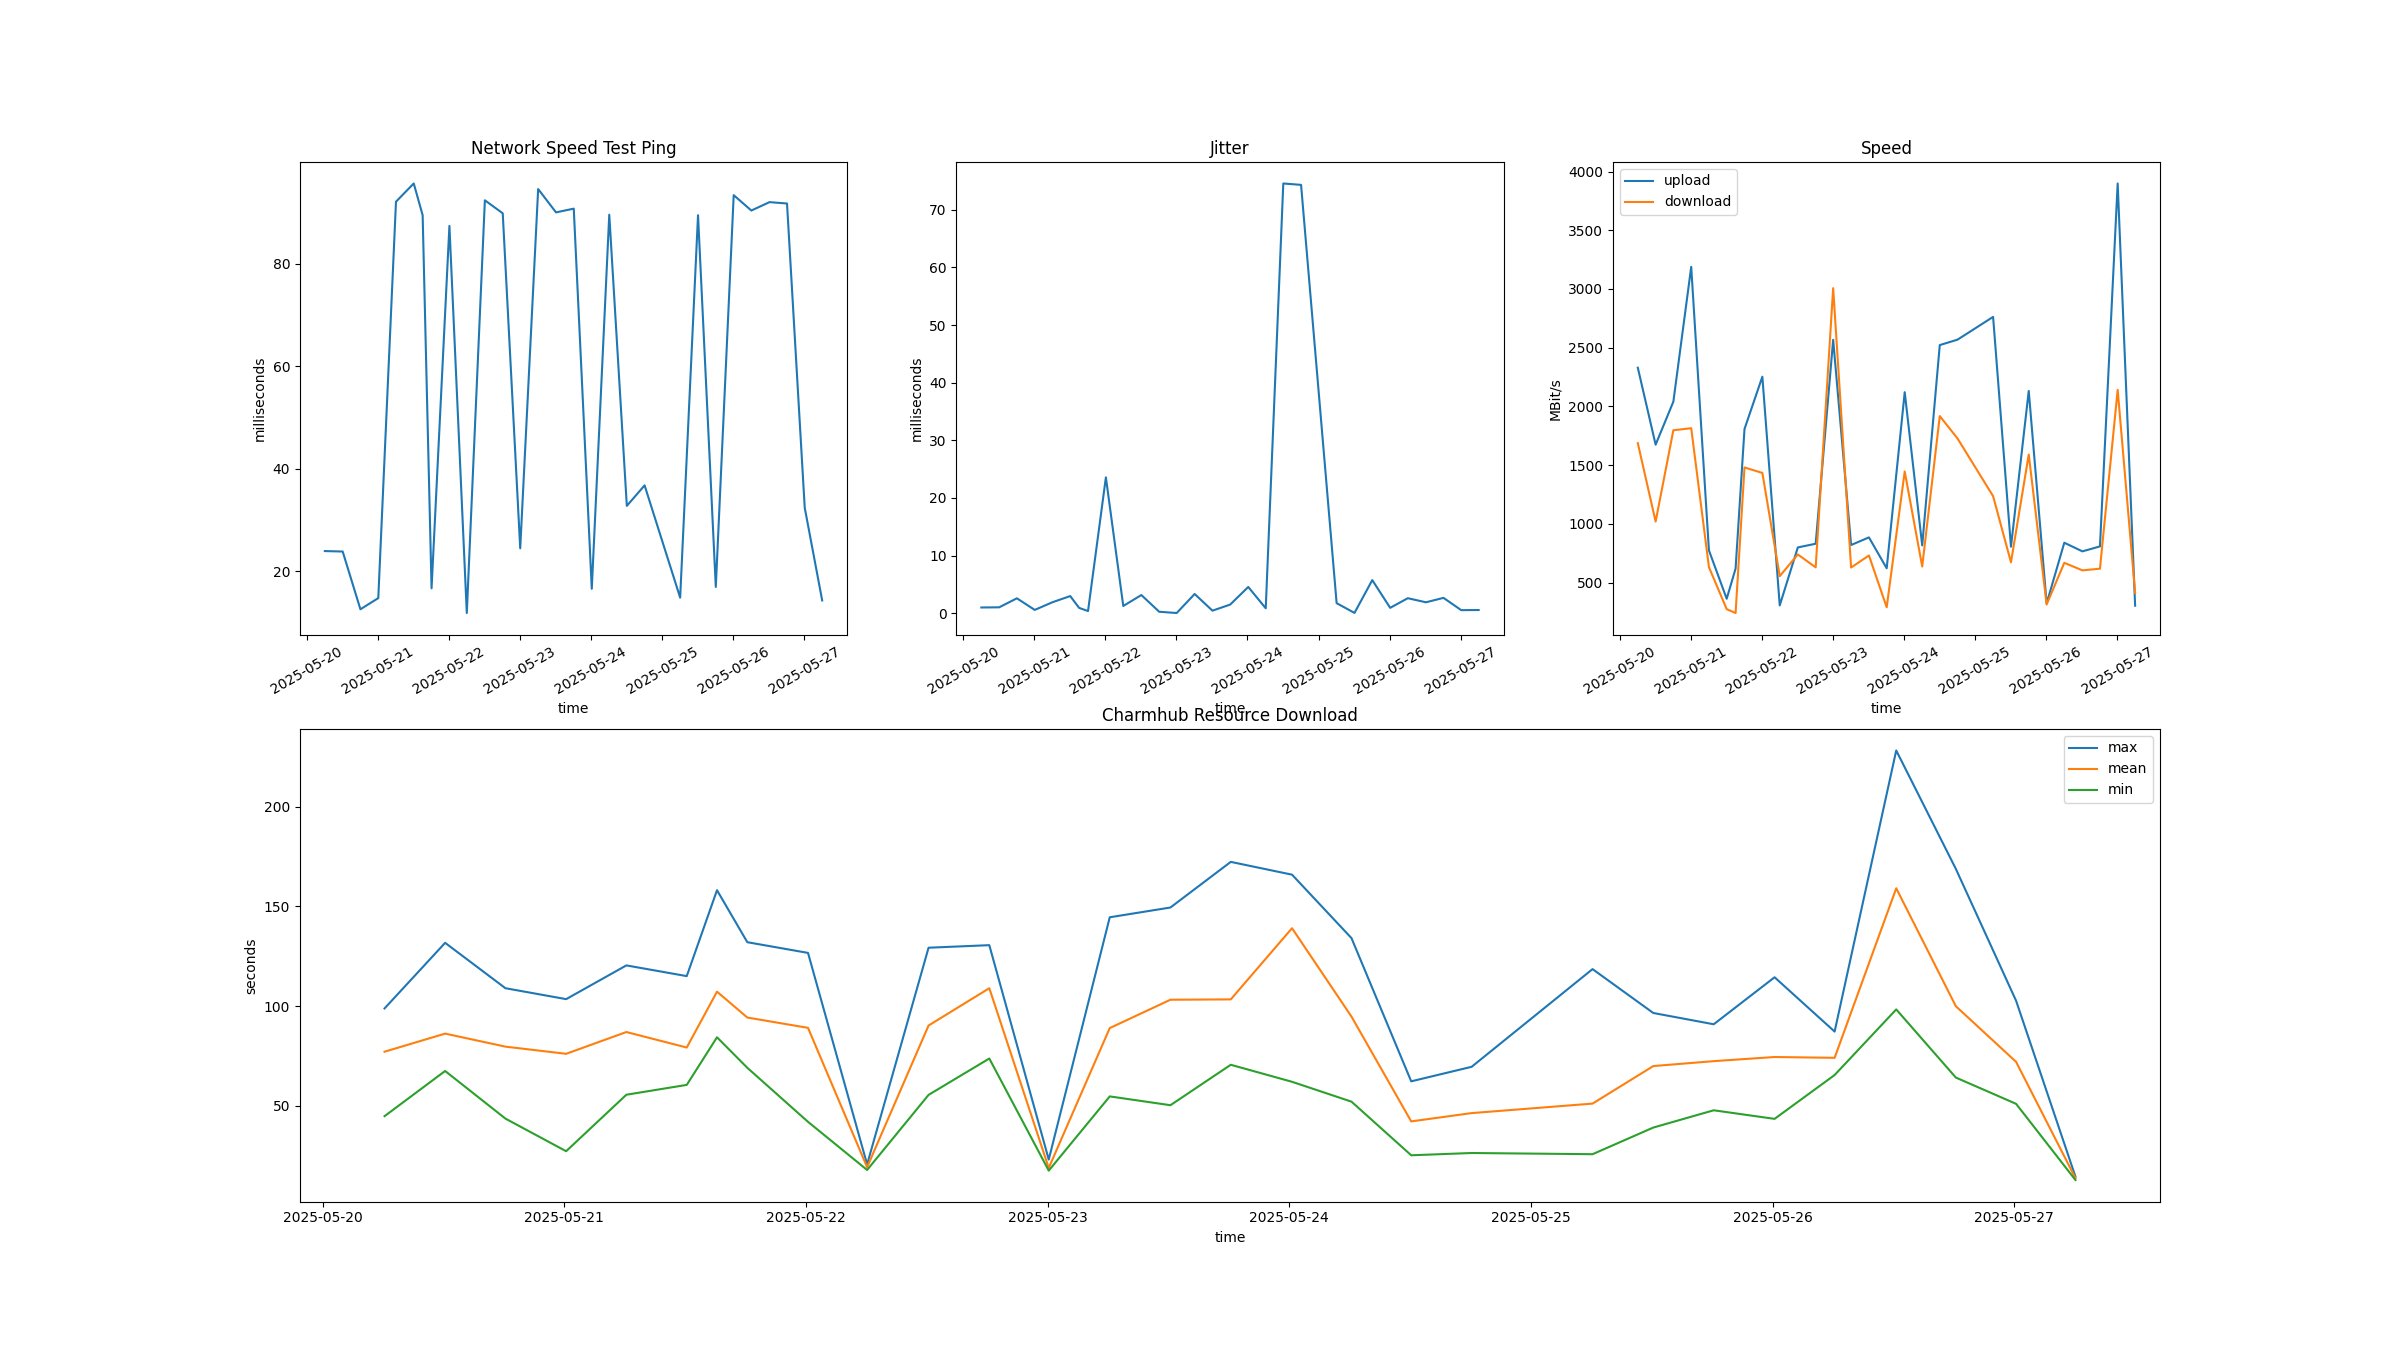 Network Speed Test Ping
milliseconds
80
60
40
20
2025-05-20 2025-05-21 2025-05-22 2025-05-23 2025-05-24 2025-05-25 2025-05-26 2025-05-27
time
Jitter
milliseconds
70
60
50
40
30
20
10
0
2025-05-20 2025-05-21 2025-05-22 2025-05-23 2025-05-24 2025-05-25 2025-05-26 2025-05-27
time
Speed
upload
download
MBit/s
4000
3500
3000
2500
2000
1500
1000
500
2025-05-20 2025-05-21 2025-05-22 2025-05-23 2025-05-24 2025-05-25 2025-05-26 2025-05-27
time
Charmhub Resource Download
max
mean
min
seconds
200
150
100
50
2025-05-20 2025-05-21 2025-05-22 2025-05-23 2025-05-24 2025-05-25 2025-05-26 2025-05-27
time